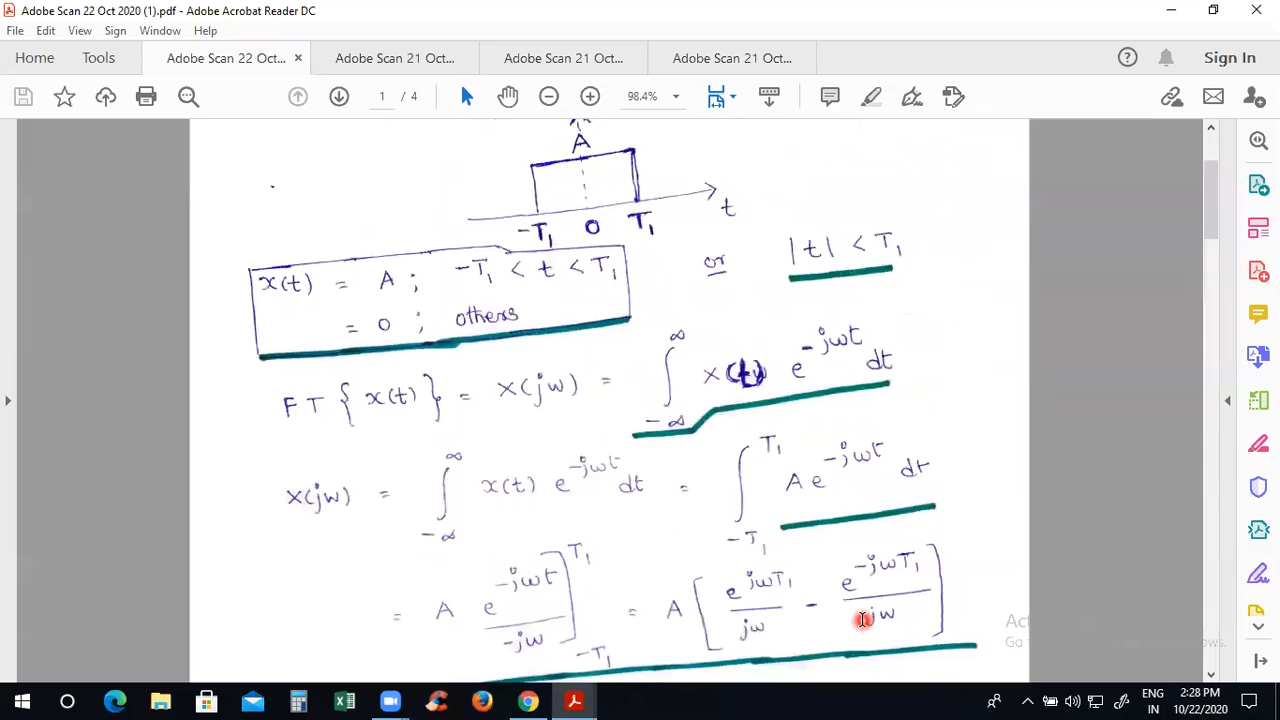 Adobe Scan 22 Oct 2020 (1).pdf - Adobe Acrobat Reader DC
File Edit View Sign Window Help
Home Tools Adobe Scan 22 Oct... × Adobe Scan 21 Oct... Adobe Scan 21 Oct... Adobe Scan 21 Oct... Sign In
1 / 4 98.4%
A
-T₁ 0 T₁ t
x(t) = A ; -T₁ < t < T₁ or |t| < T₁
= 0 ; others
FT { x(t) } = X(jw) = ∫_{-∞}^{∞} x(t) e^{-jwt} dt
X(jw) = ∫_{-∞}^{∞} x(t) e^{-jwt} dt = ∫_{-T₁}^{T₁} A e^{-jwt} dt
= A e^{-jwt}/-jw ]_{-T₁}^{T₁} = A [ e^{jwT₁}/jw - e^{-jwT₁}/jw ]
ENG 2:28 PM
IN 10/22/2020